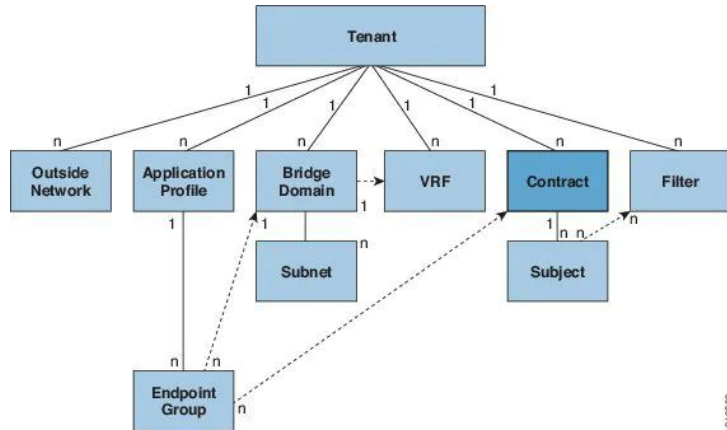 Tenant
1 1 1 1 1 1
n n n n n n
Outside
Network
Application
Profile
Bridge
Domain
VRF
Contract
Filter
1 1 1 1 n n n
n
Subnet
Subject
n n
Endpoint
Group
n